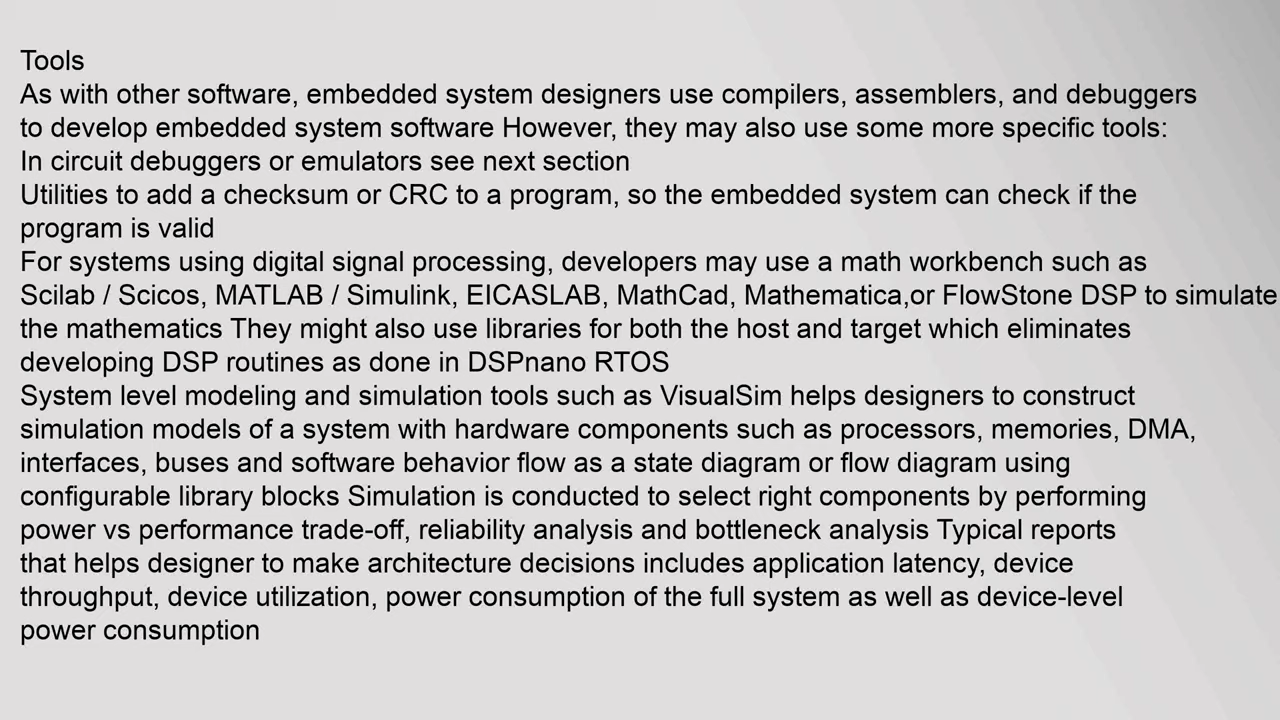 Tools
As with other software, embedded system designers use compilers, assemblers, and debuggers
to develop embedded system software However, they may also use some more specific tools:
In circuit debuggers or emulators see next section
Utilities to add a checksum or CRC to a program, so the embedded system can check if the
program is valid
For systems using digital signal processing, developers may use a math workbench such as
Scilab / Scicos, MATLAB / Simulink, EICASLAB, MathCad, Mathematica,or FlowStone DSP to simulate
the mathematics They might also use libraries for both the host and target which eliminates
developing DSP routines as done in DSPnano RTOS
System level modeling and simulation tools such as VisualSim helps designers to construct
simulation models of a system with hardware components such as processors, memories, DMA,
interfaces, buses and software behavior flow as a state diagram or flow diagram using
configurable library blocks Simulation is conducted to select right components by performing
power vs performance trade-off, reliability analysis and bottleneck analysis Typical reports
that helps designer to make architecture decisions includes application latency, device
throughput, device utilization, power consumption of the full system as well as device-level
power consumption